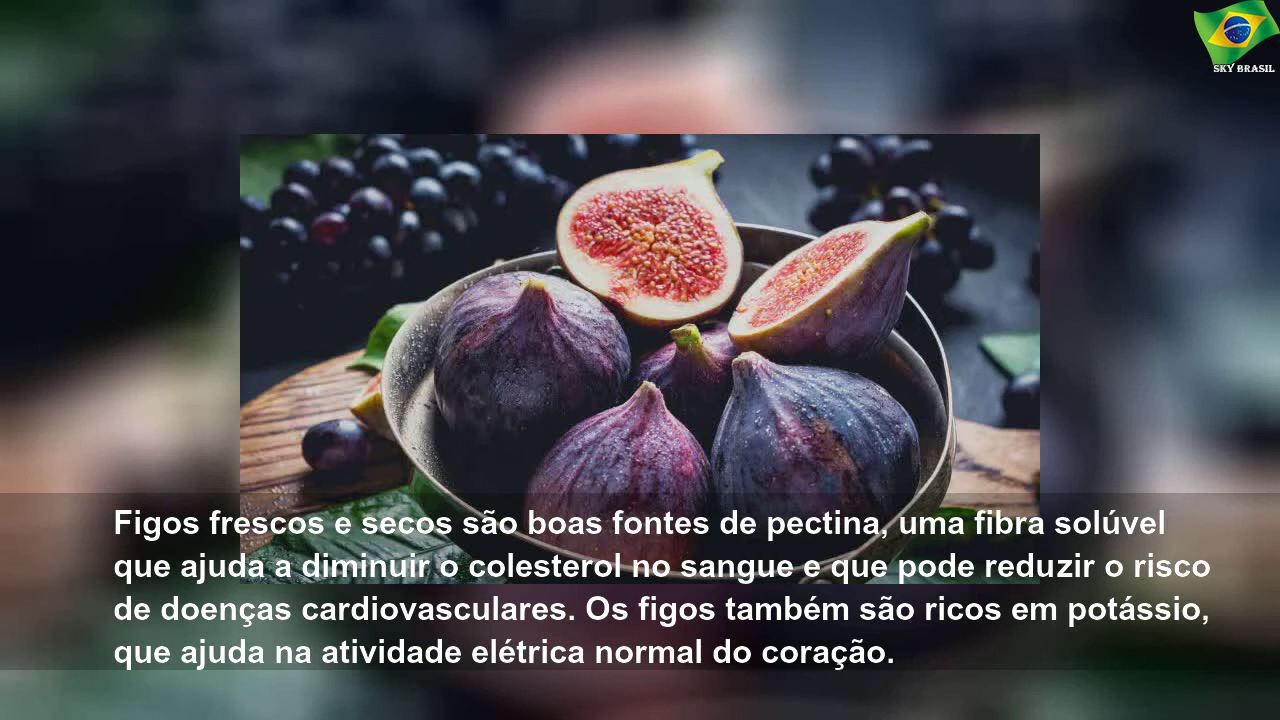 SKY BRASIL
Figos frescos e secos são boas fontes de pectina, uma fibra solúvel
que ajuda a diminuir o colesterol no sangue e que pode reduzir o risco
de doenças cardiovasculares. Os figos também são ricos em potássio,
que ajuda na atividade elétrica normal do coração.